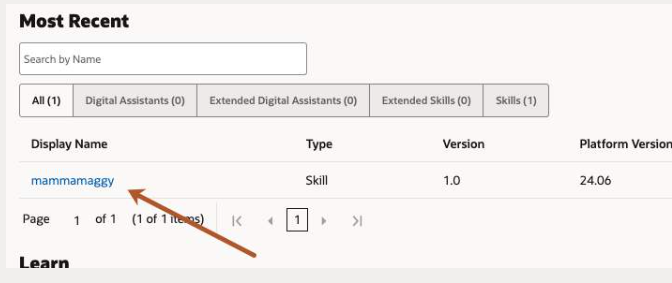 Most Recent
Search by Name
All (1) Digital Assistants (0) Extended Digital Assistants (0) Extended Skills (0) Skills (1)
Display Name Type Version Platform Version
mammamaggy Skill 1.0 24.06
Page 1 of 1 (1 of 1 items) 1
Learn